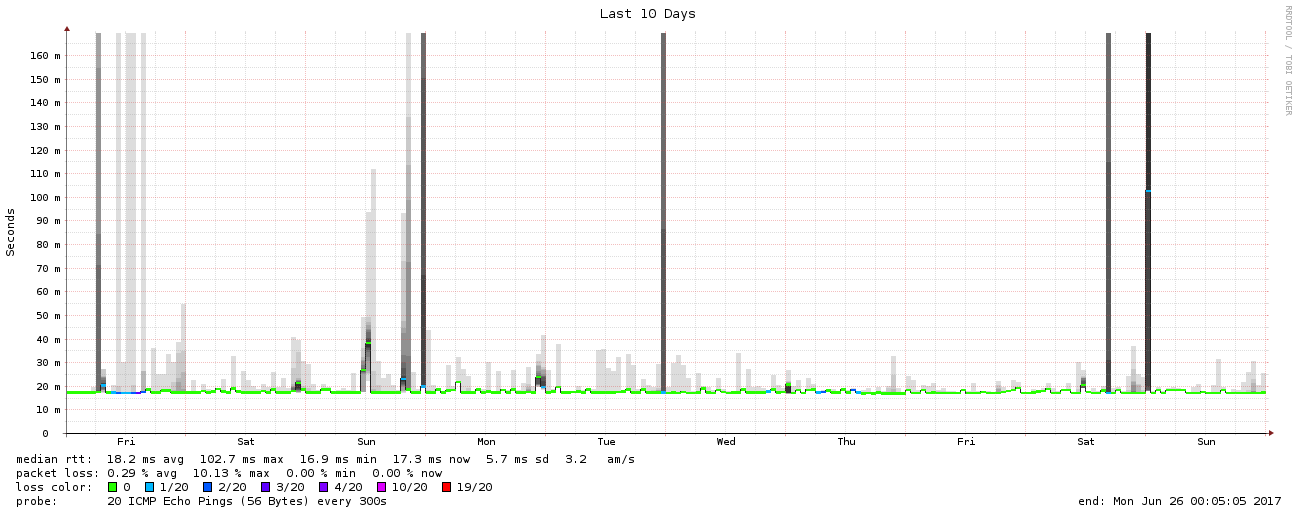 Last 10 Days
RRDTOOL / TOBI OETIKER
Seconds
160 m
150 m
140 m
130 m
120 m
110 m
100 m
90 m
80 m
70 m
60 m
50 m
40 m
30 m
20 m
10 m
0
Fri Sat Sun Mon Tue Wed Thu Fri Sat Sun
median rtt: 18.2 ms avg 102.7 ms max 16.9 ms min 17.3 ms now 5.7 ms sd 3.2 am/s
packet loss: 0.29 % avg 10.13 % max 0.00 % min 0.00 % now
loss color: 0 1/20 2/20 3/20 4/20 10/20 19/20
probe: 20 ICMP Echo Pings (56 Bytes) every 300s end: Mon Jun 26 00:05:05 2017